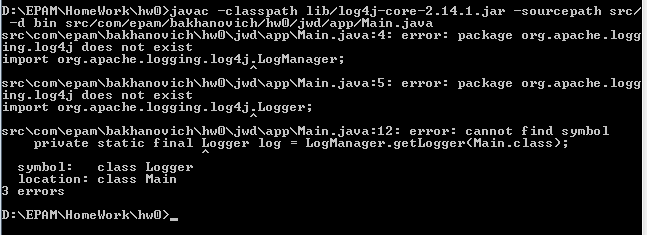 D:\EPAM\HomeWork\hw0>javac -classpath lib/log4j-core-2.14.1.jar -sourcepath src/
 -d bin src/com/epam/bakhanovich/hw0/jwd/app/Main.java
src\com\epam\bakhanovich\hw0\jwd\app\Main.java:4: error: package org.apache.logg
ing.log4j does not exist
import org.apache.logging.log4j.LogManager;
                               ^
src\com\epam\bakhanovich\hw0\jwd\app\Main.java:5: error: package org.apache.logg
ing.log4j does not exist
import org.apache.logging.log4j.Logger;
                               ^
src\com\epam\bakhanovich\hw0\jwd\app\Main.java:12: error: cannot find symbol
    private static final Logger log = LogManager.getLogger(Main.class);
                         ^
  symbol:   class Logger
  location: class Main
3 errors
D:\EPAM\HomeWork\hw0>_